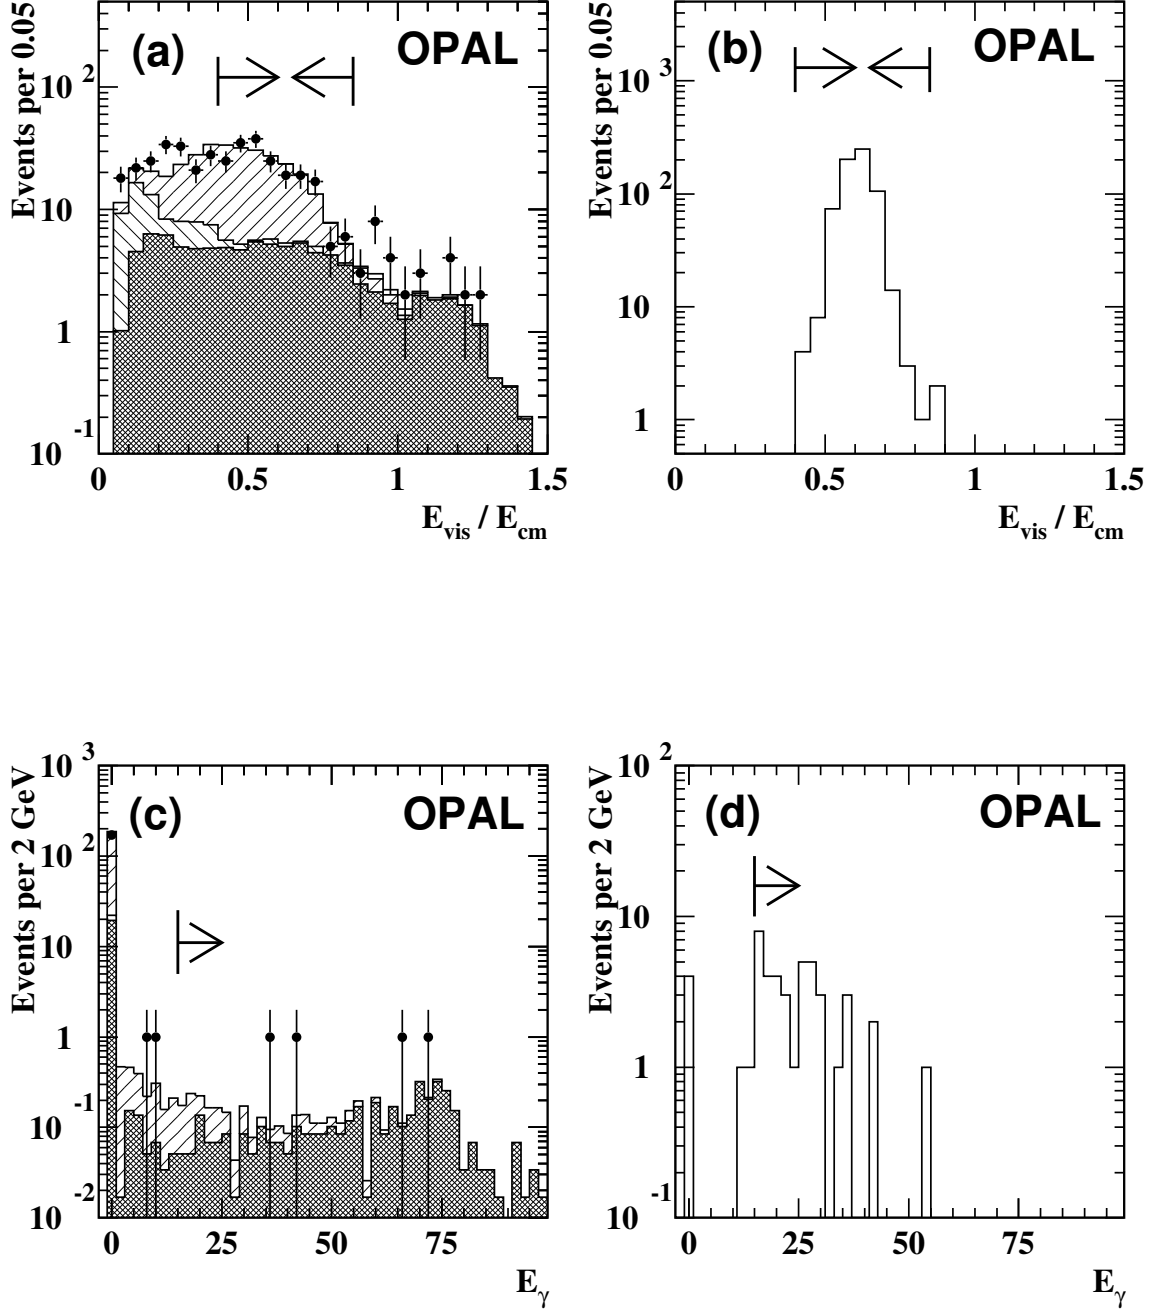 (a) OPAL
Events per 0.05
10 2
10
1
10 -1
0 0.5 1 1.5
E_vis / E_cm
(b) OPAL
Events per 0.05
10 3
10 2
10
1
0 0.5 1 1.5
E_vis / E_cm
(c) OPAL
Events per 2 GeV
10 3
10 2
10
1
10 -1
10 -2
0 25 50 75
E_γ
(d) OPAL
Events per 2 GeV
10 2
10
1
10 -1
0 25 50 75
E_γ